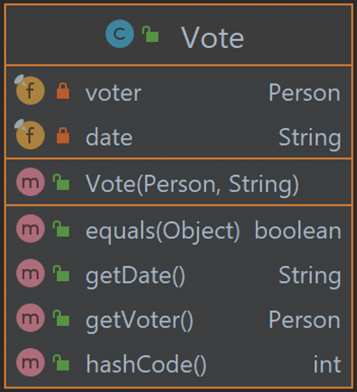 C Vote
f voter Person
f date String
m Vote(Person, String)
m equals(Object) boolean
m getDate() String
m getVoter() Person
m hashCode() int